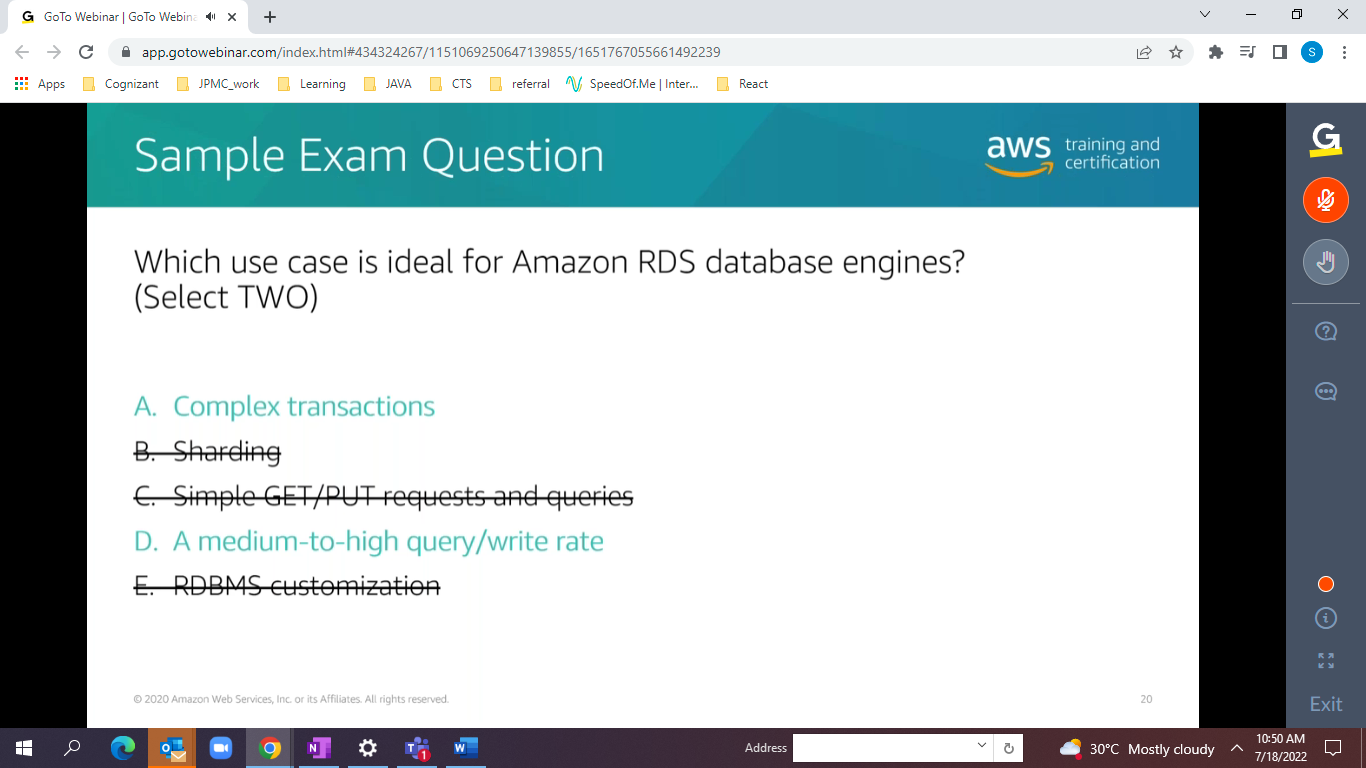 GoTo Webinar | GoTo Webina
app.gotowebinar.com/index.html#434324267/1151069250647139855/1651767055661492239
S
Apps Cognizant JPMC_work Learning JAVA CTS referral SpeedOf.Me | Inter... React
Sample Exam Question
aws training and
certification
Which use case is ideal for Amazon RDS database engines?
(Select TWO)
A. Complex transactions
B. Sharding
C. Simple GET/PUT requests and queries
D. A medium-to-high query/write rate
E. RDBMS customization
© 2020 Amazon Web Services, Inc. or its Affiliates. All rights reserved.
20
Exit
Address
30°C Mostly cloudy
10:50 AM
7/18/2022
1